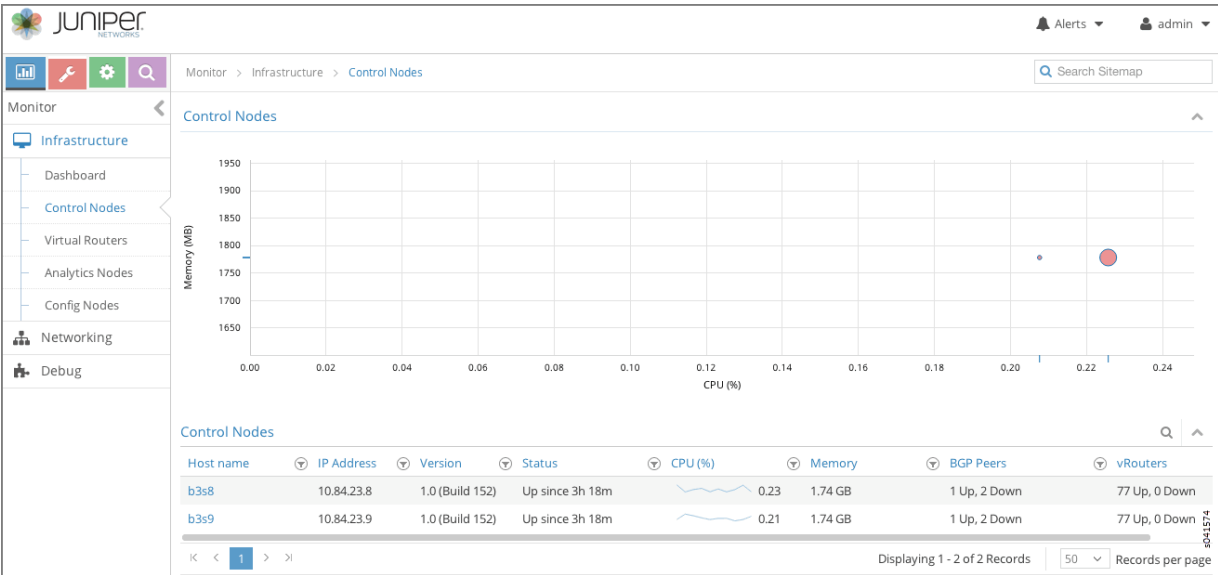 JUNIPEr
NETWORKS
Alerts
admin
Monitor > Infrastructure > Control Nodes
Search Sitemap
Monitor
Infrastructure
Dashboard
Control Nodes
Virtual Routers
Analytics Nodes
Config Nodes
Networking
Debug
Control Nodes
Memory (MB)
1950
1900
1850
1800
1750
1700
1650
0.00 0.02 0.04 0.06 0.08 0.10 0.12 0.14 0.16 0.18 0.20 0.22 0.24
CPU (%)
Control Nodes
Host name IP Address Version Status CPU (%) Memory BGP Peers vRouters
b3s8 10.84.23.8 1.0 (Build 152) Up since 3h 18m 0.23 1.74 GB 1 Up, 2 Down 77 Up, 0 Down
b3s9 10.84.23.9 1.0 (Build 152) Up since 3h 18m 0.21 1.74 GB 1 Up, 2 Down 77 Up, 0 Down
1
Displaying 1 - 2 of 2 Records 50 Records per page
s041574